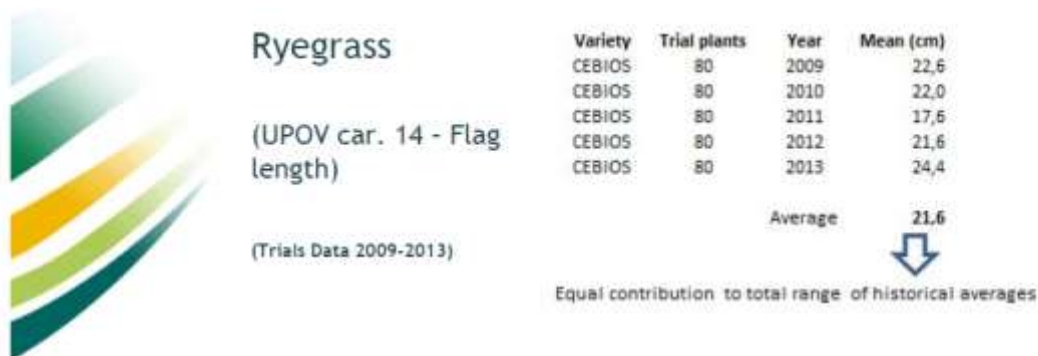 Ryegrass
(UPOV car. 14 - Flag
length)
(Trials Data 2009-2013)
Variety Trial plants Year Mean (cm)
CEBIOS 80 2009 22,6
CEBIOS 80 2010 22,0
CEBIOS 80 2011 17,6
CEBIOS 80 2012 21,6
CEBIOS 80 2013 24,4
Average 21,6
Equal contribution to total range of historical averages